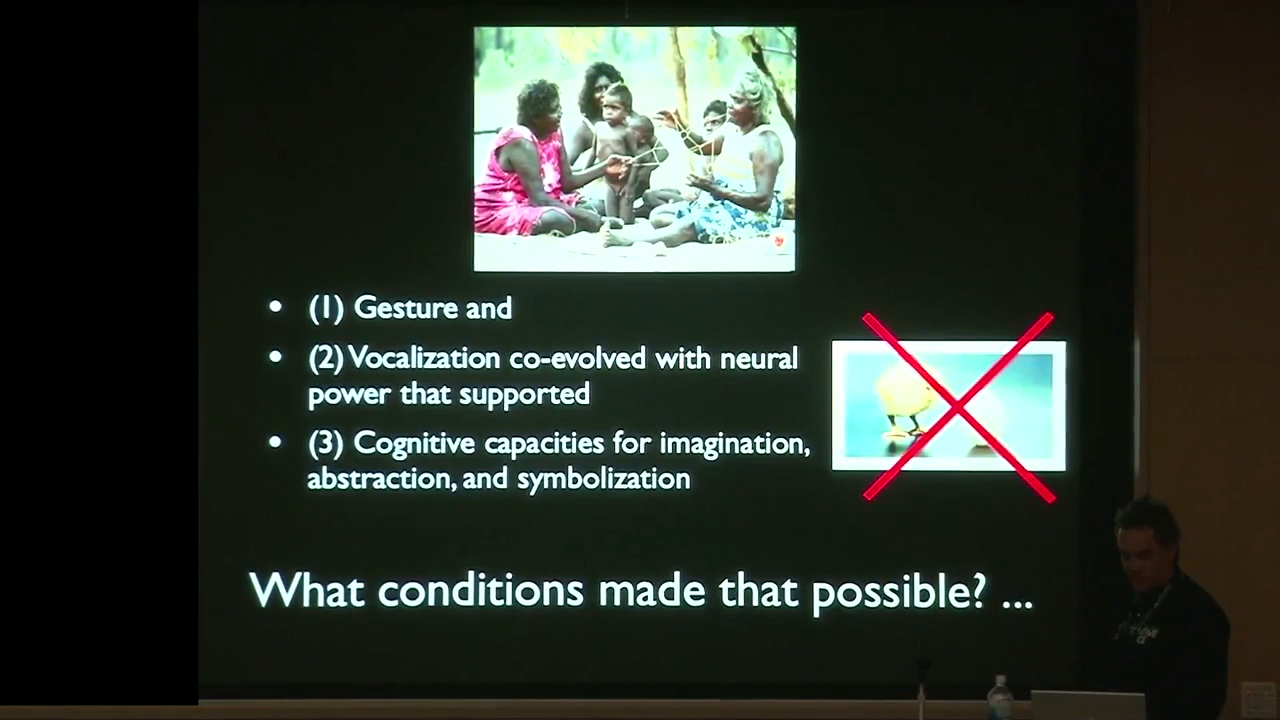 • (1) Gesture and
• (2) Vocalization co-evolved with neural
power that supported
• (3) Cognitive capacities for imagination,
abstraction, and symbolization
What conditions made that possible? ...